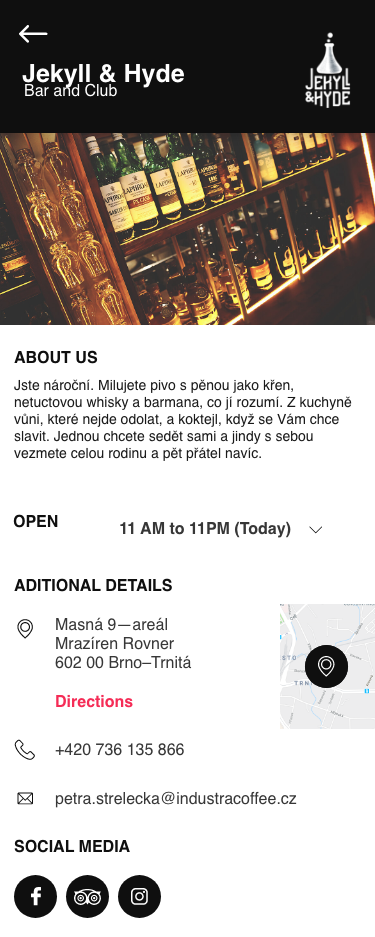 Jekyll & Hyde
Bar and Club
JEKYLL
&HYDE
LAPHROAIG
ABOUT US
Jste nároční. Milujete pivo s pěnou jako křen,
netuctovou whisky a barmana, co jí rozumí. Z kuchyně
vůni, které nejde odolat, a koktejl, když se Vám chce
slavit. Jednou chcete sedět sami a jindy s sebou
vezmete celou rodinu a pět přátel navíc.
OPEN
11 AM to 11PM (Today)
ADITIONAL DETAILS
Masná 9—areál
Mrazíren Rovner
602 00 Brno–Trnitá
Directions
+420 736 135 866
petra.strelecka@industracoffee.cz
SOCIAL MEDIA